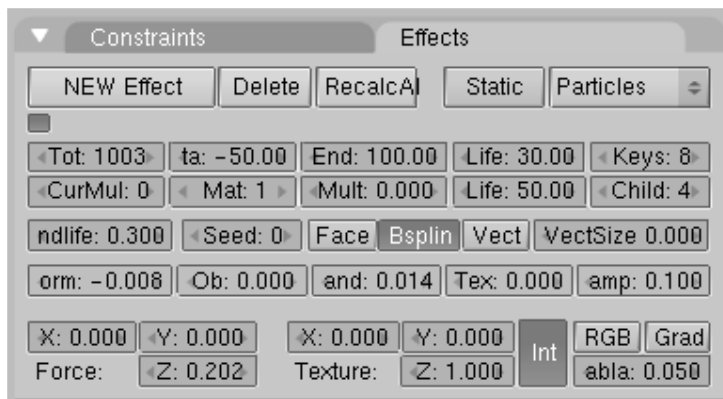 Constraints Effects
NEW Effect Delete RecalcAl Static Particles
Tot: 1003 ta: -50.00 End: 100.00 Life: 30.00 Keys: 8
CurMul: 0 Mat: 1 Mult: 0.000 Life: 50.00 Child: 4
ndlife: 0.300 Seed: 0 Face Bsplin Vect VectSize 0.000
orm: -0.008 Ob: 0.000 and: 0.014 Tex: 0.000 amp: 0.100
X: 0.000 Y: 0.000 X: 0.000 Y: 0.000 Int RGB Grad
Force: Z: 0.202 Texture: Z: 1.000 abla: 0.050